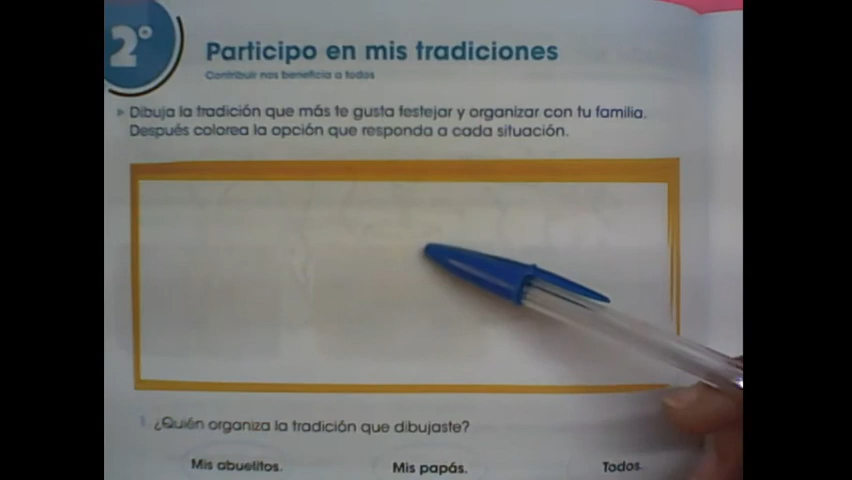 2°
Participo en mis tradiciones
Contribuir nos beneficia a todos
Dibuja la tradición que más te gusta festejar y organizar con tu familia.
Después colorea la opción que responda a cada situación.
1. ¿Quién organiza la tradición que dibujaste?
Mis abuelitos. Mis papás. Todos.